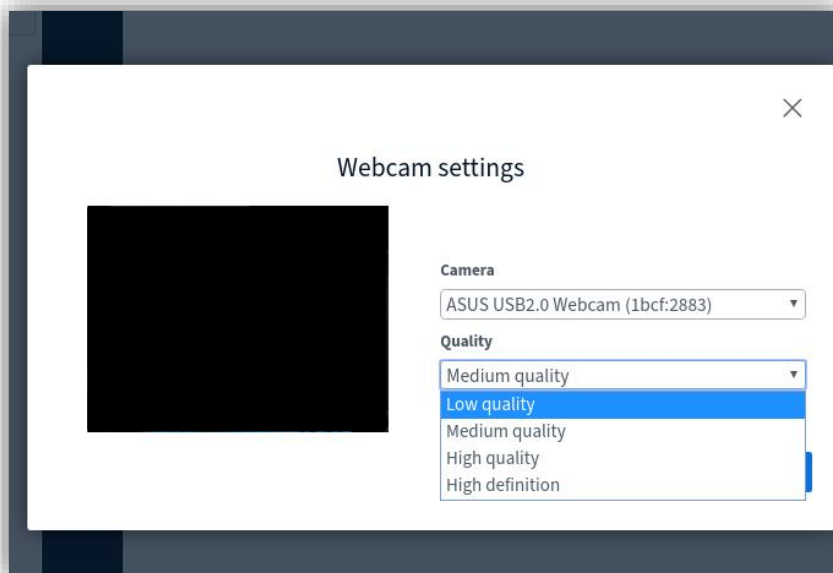 Webcam settings
Camera
ASUS USB2.0 Webcam (1bcf:2883)
Quality
Medium quality
Low quality
Medium quality
High quality
High definition